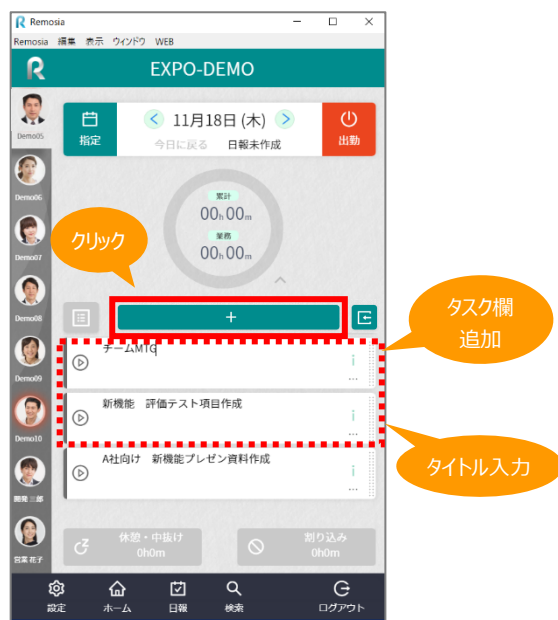 Remosia
Remosia 編集 表示 ウィンドウ WEB
EXPO-DEMO
Demo05
指定
11月18日 (木)
今日に戻る 日報未作成
出勤
Demo06
累計
00h 00m
業務
00h 00m
クリック
Demo07
Demo08
+
タスク欄
追加
チームMTG
...
Demo09
新機能 評価テスト項目作成
...
Demo10
タイトル入力
A社向け 新機能プレゼン資料作成
...
開発 三郎
休憩・中抜け
0h0m
割り込み
0h0m
営業 花子
設定 ホーム 日報 検索 ログアウト